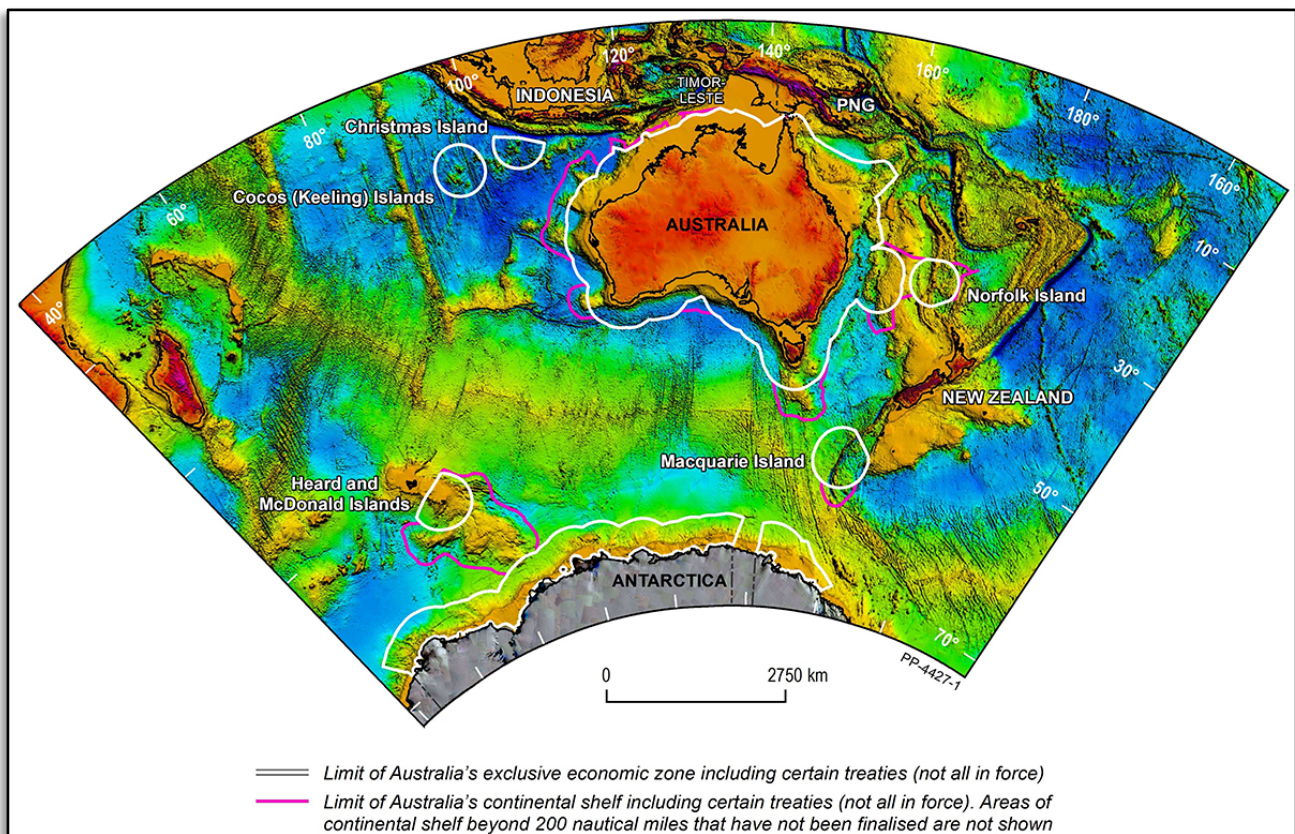 40°
60°
80°
100°
120°
140°
160°
180°
160°
10°
30°
50°
70°
INDONESIA
TIMOR-
LESTE
PNG
Christmas Island
Cocos (Keeling) Islands
AUSTRALIA
Norfolk Island
NEW ZEALAND
Macquarie Island
Heard and
McDonald Islands
ANTARCTICA
PP-4427-1
0 2750 km
Limit of Australia's exclusive economic zone including certain treaties (not all in force)
Limit of Australia's continental shelf including certain treaties (not all in force). Areas of
continental shelf beyond 200 nautical miles that have not been finalised are not shown